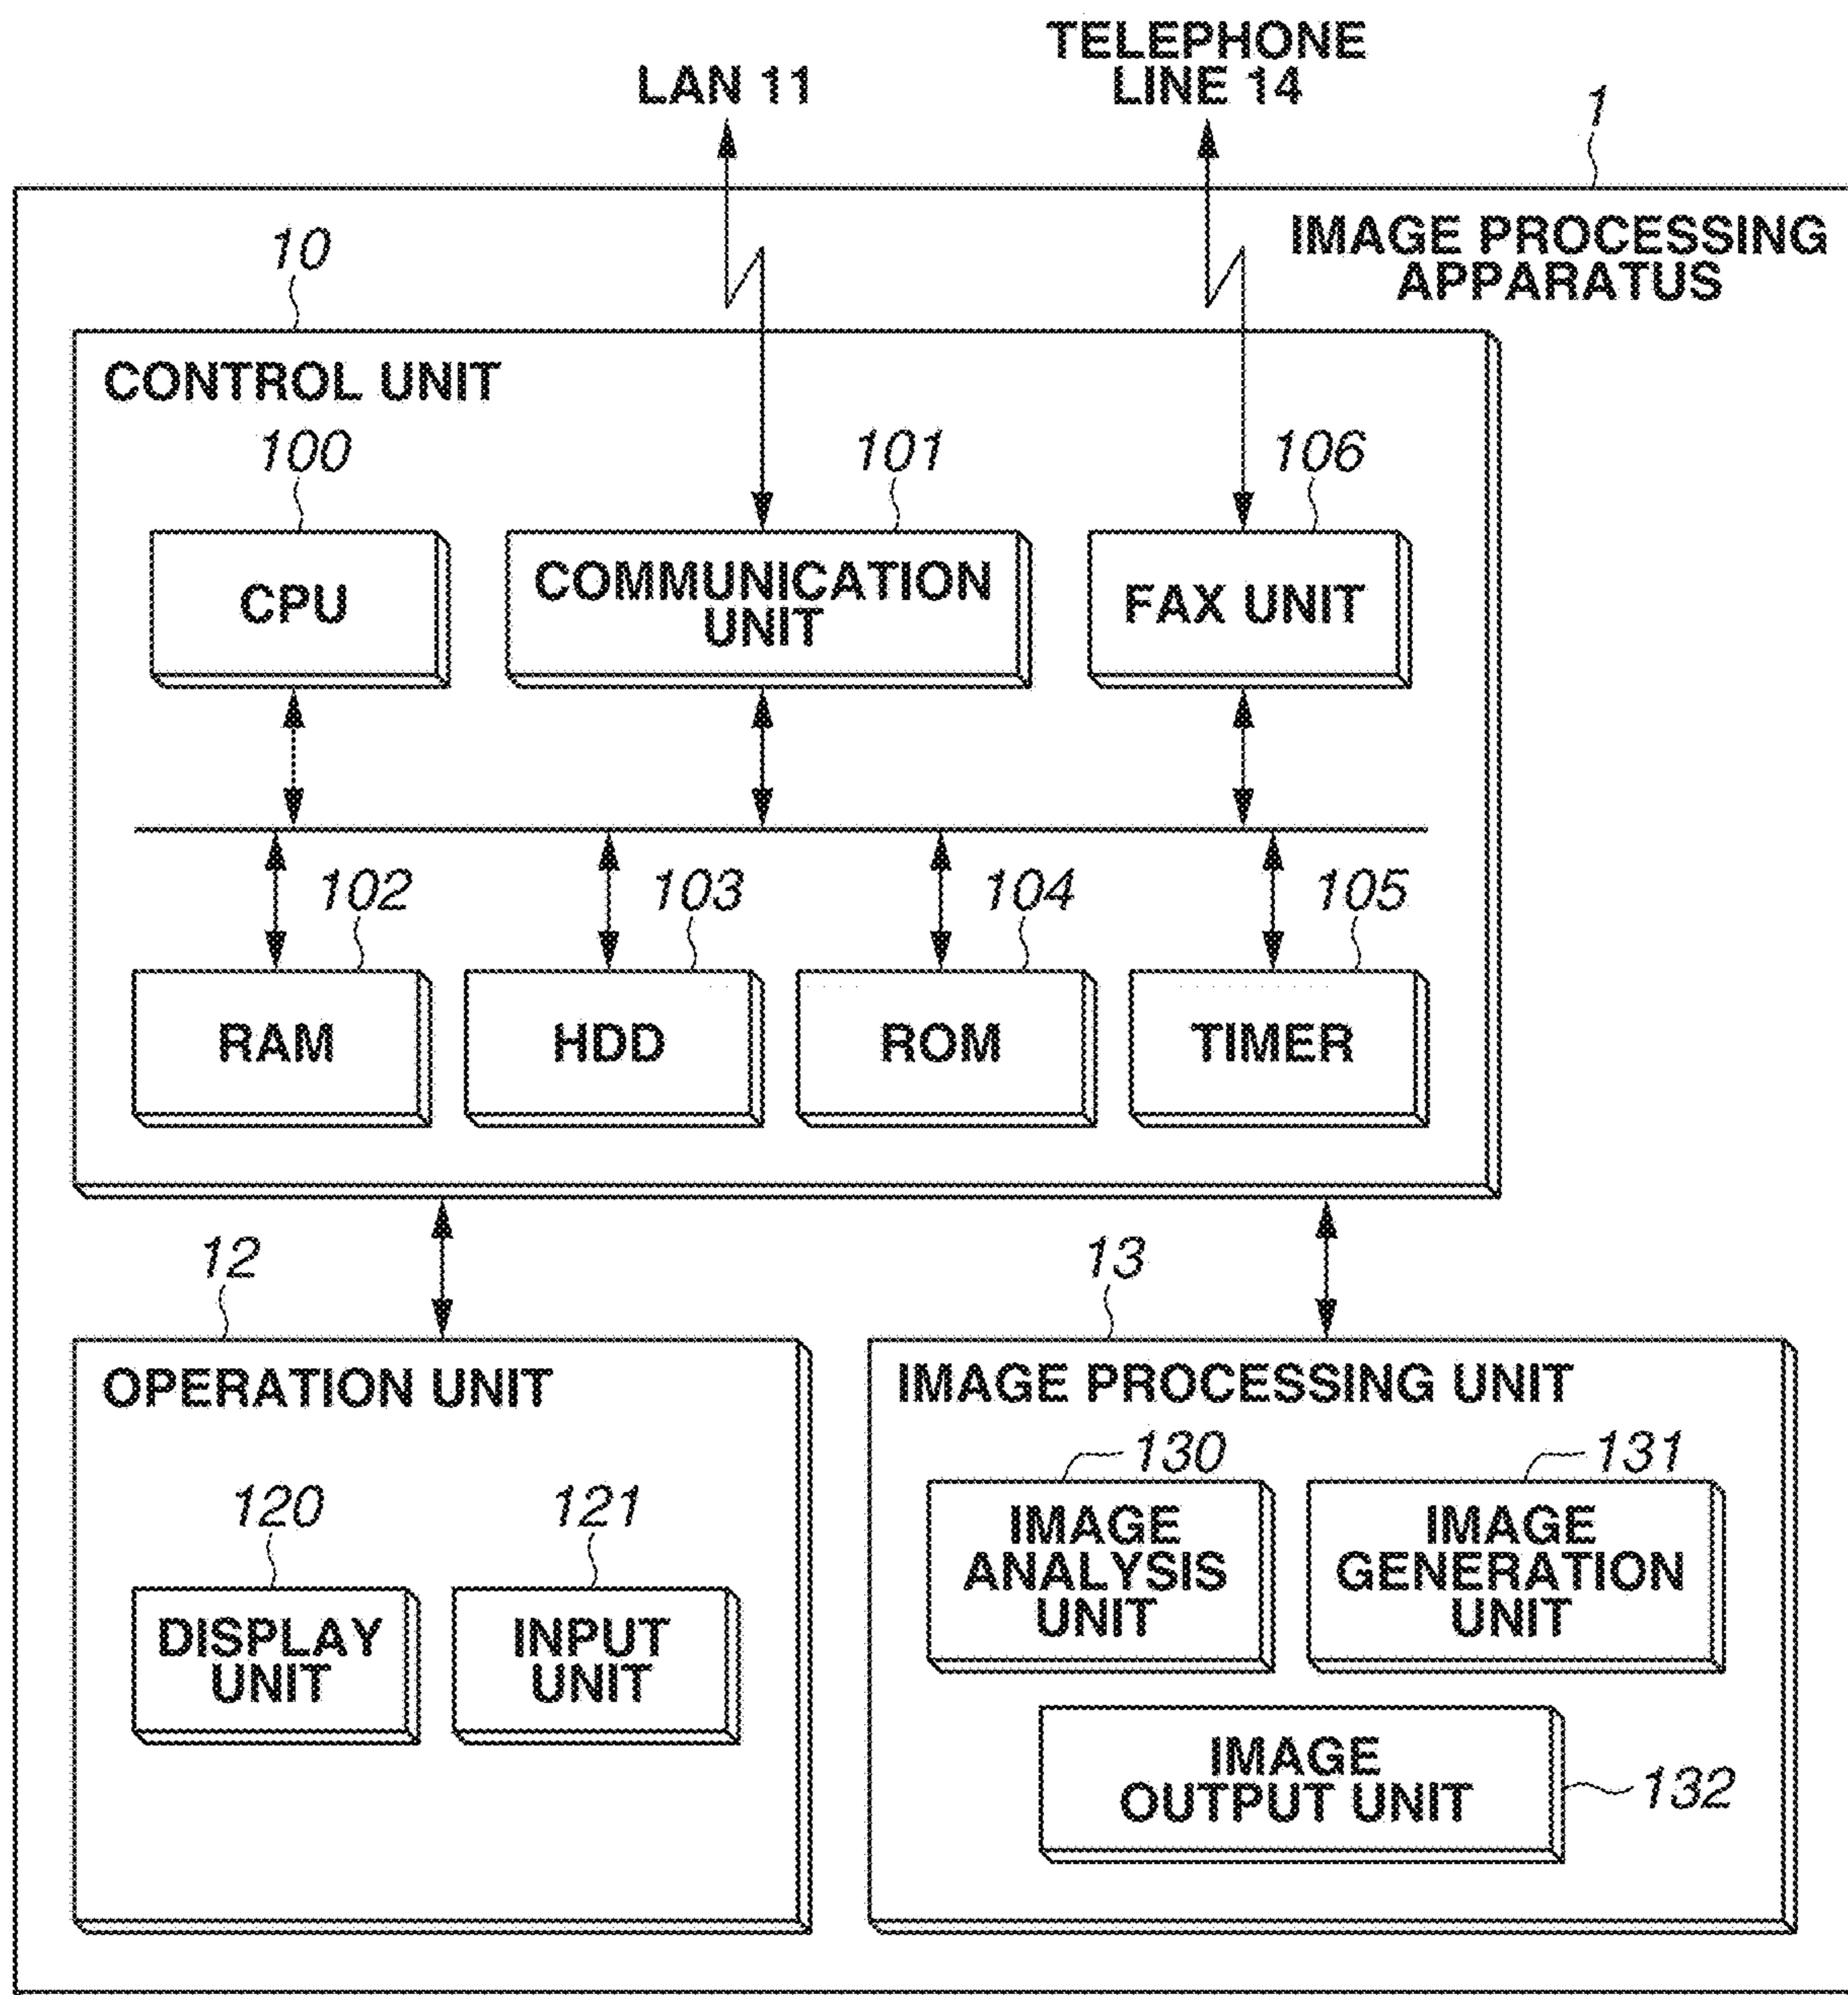 LAN 11
TELEPHONE
LINE 14
1
IMAGE PROCESSING
APPARATUS
10
CONTROL UNIT
100
101
106
CPU
COMMUNICATION
UNIT
FAX UNIT
102
103
104
105
RAM
HDD
ROM
TIMER
12
13
OPERATION UNIT
120
121
DISPLAY
UNIT
INPUT
UNIT
IMAGE PROCESSING UNIT
130
131
IMAGE
ANALYSIS
UNIT
IMAGE
GENERATION
UNIT
IMAGE
OUTPUT UNIT
132